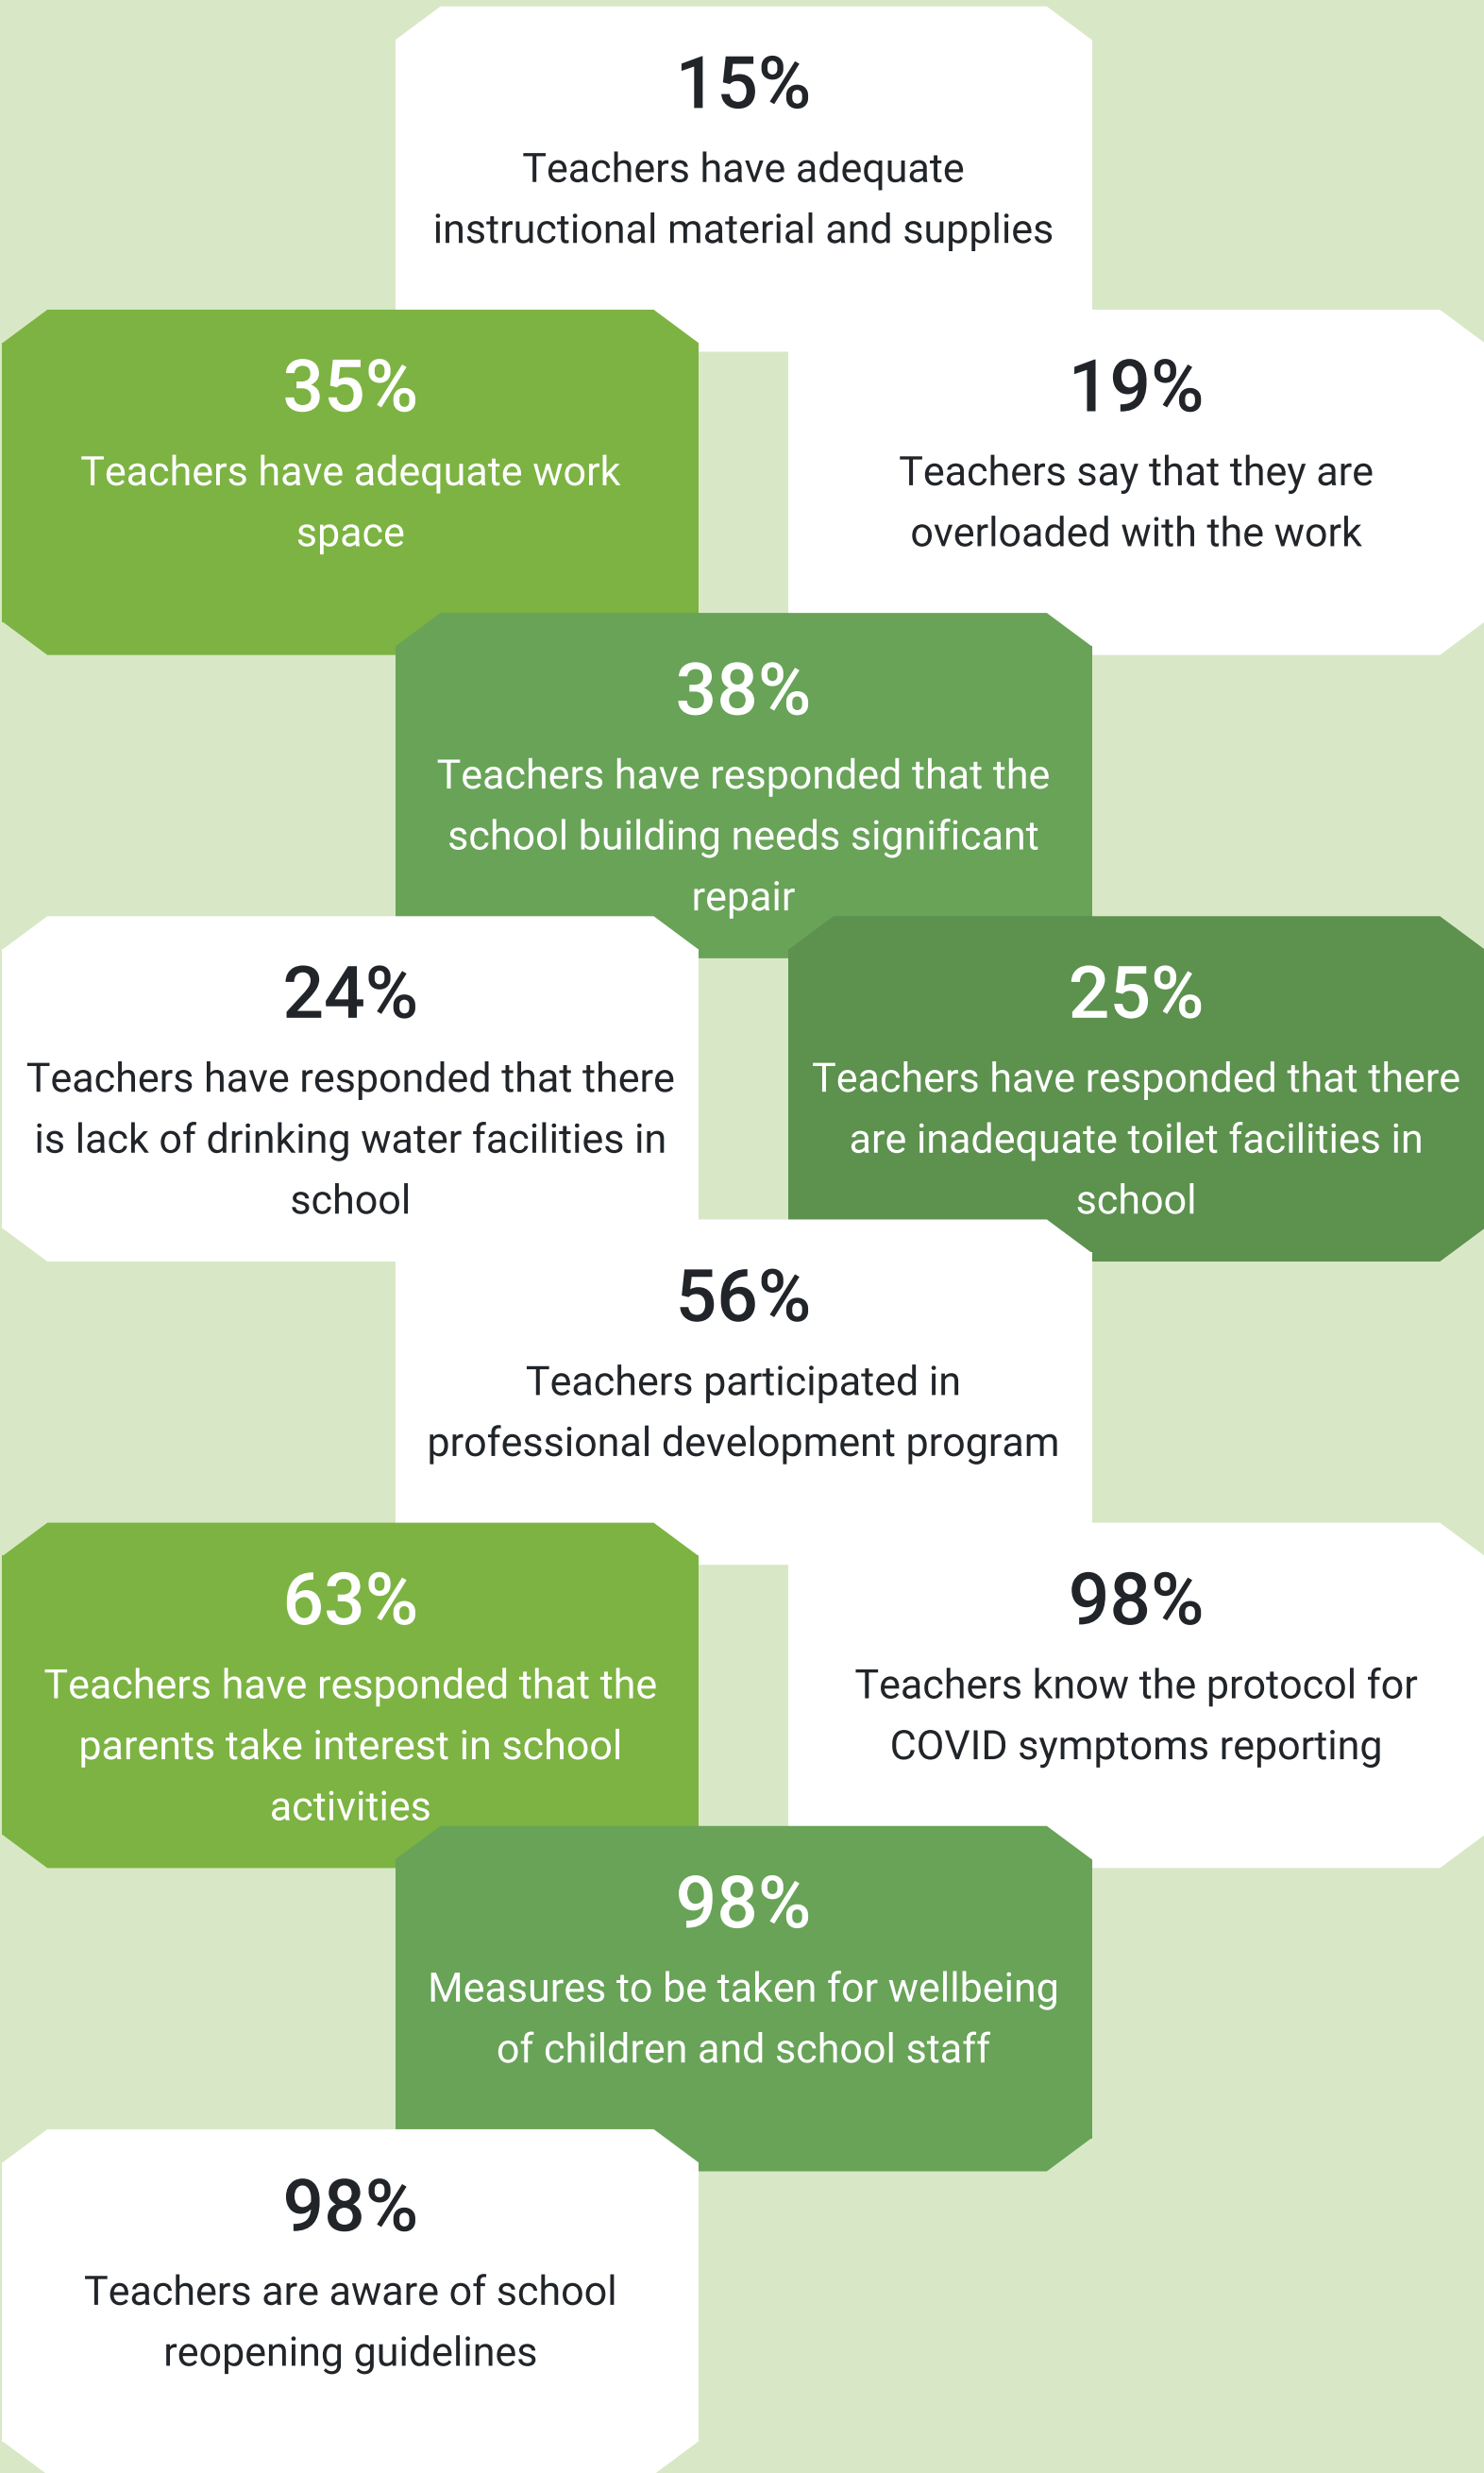 15%
Teachers have adequate
instructional material and supplies
35%
Teachers have adequate work
space
19%
Teachers say that they are
overloaded with the work
38%
Teachers have responded that the
school building needs significant
repair
24%
Teachers have responded that there
is lack of drinking water facilities in
school
25%
Teachers have responded that there
are inadequate toilet facilities in
school
56%
Teachers participated in
professional development program
63%
Teachers have responded that the
parents take interest in school
activities
98%
Teachers know the protocol for
COVID symptoms reporting
98%
Measures to be taken for wellbeing
of children and school staff
98%
Teachers are aware of school
reopening guidelines